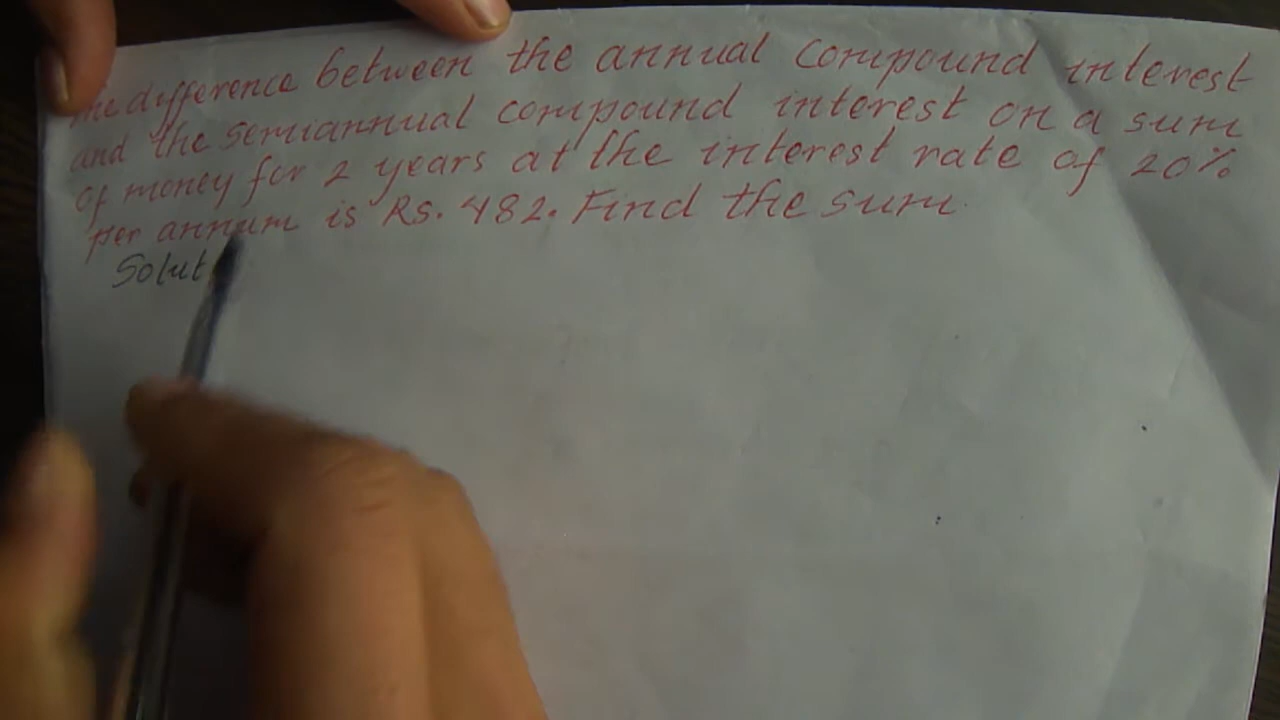 The difference between the annual compound interest
and the semiannual compound interest on a sum
of money for 2 years at the interest rate of 20%
per annum is Rs. 482. Find the sum.
Solut